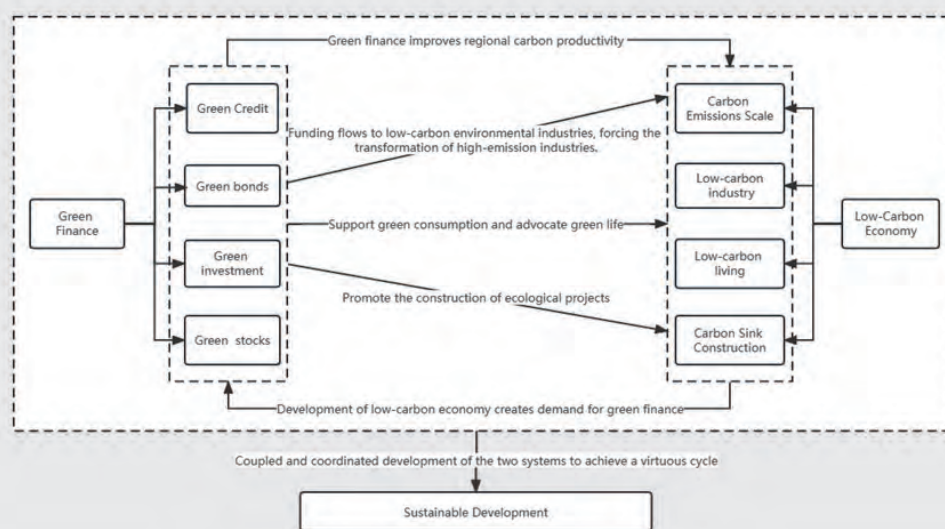 Green finance improves regional carbon productivity
Green Credit
Carbon
Emissions Scale
Funding flows to low-carbon environmental industries, forcing the
transformation of high-emission industries.
Green bonds
Low-carbon
industry
Green
Finance
Support green consumption and advocate green life
Low-Carbon
Economy
Green
investment
Low-carbon
living
Promote the construction of ecological projects
Green stocks
Carbon Sink
Construction
Development of low-carbon economy creates demand for green finance
Coupled and coordinated development of the two systems to achieve a virtuous cycle
Sustainable Development